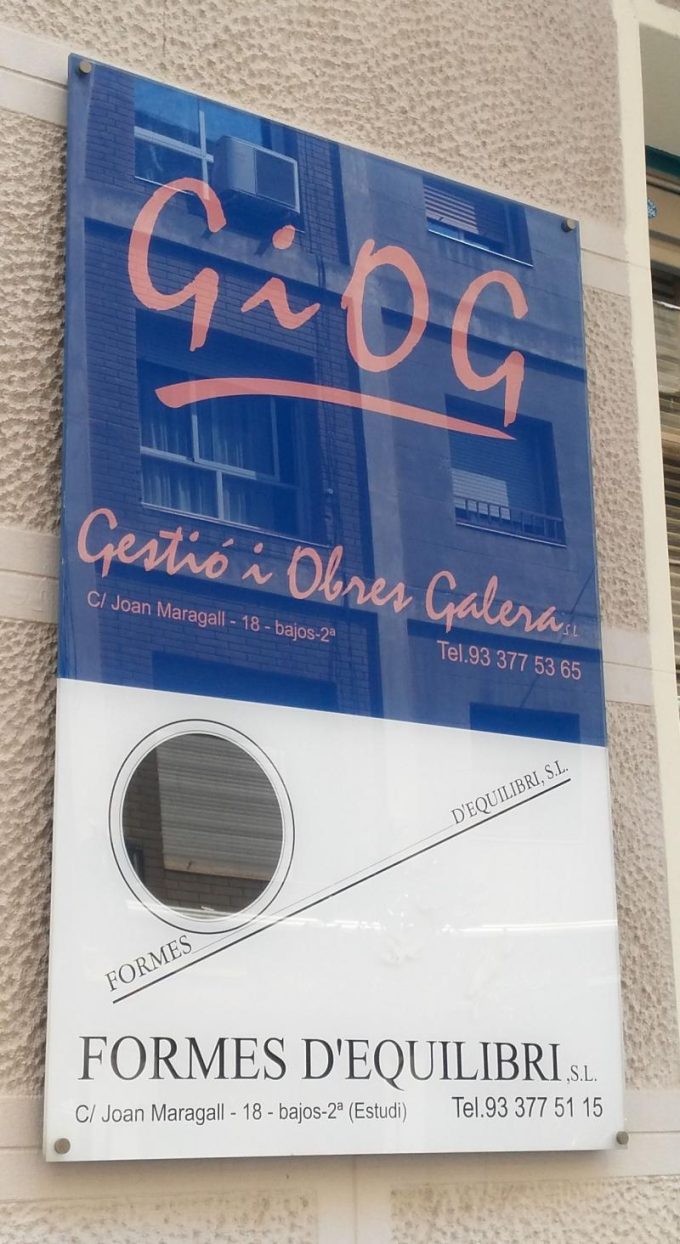 GiOG
Gestió i Obres Galera S.L
C/ Joan Maragall - 18 - bajos-2ª
Tel.93 377 53 65
FORMES D'EQUILIBRI, S.L.
FORMES D'EQUILIBRI,S.L.
C/ Joan Maragall - 18 - bajos-2ª (Estudi)
Tel.93 377 51 15